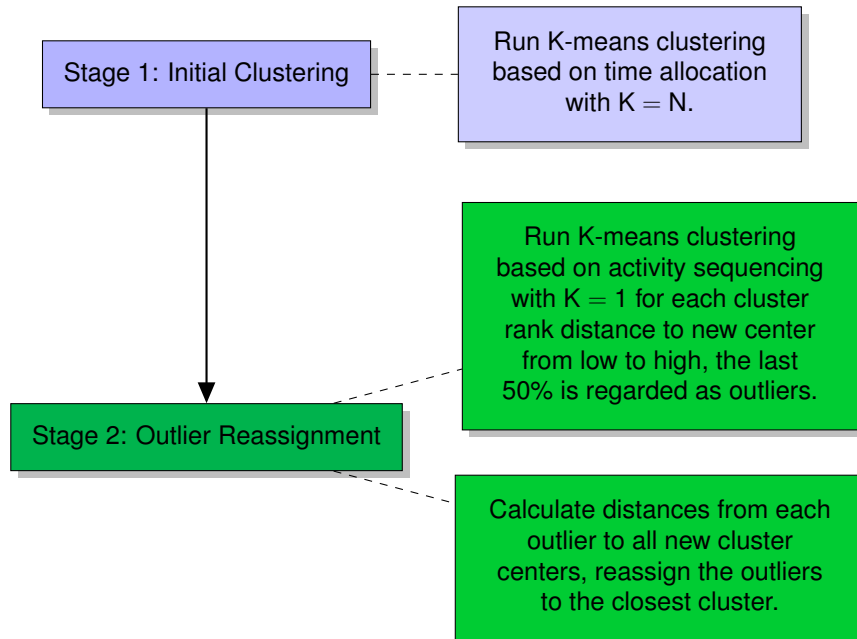 Stage 1: Initial Clustering
Run K-means clustering
based on time allocation
with K = N.
Run K-means clustering
based on activity sequencing
with K = 1 for each cluster
rank distance to new center
from low to high, the last
50% is regarded as outliers.
Stage 2: Outlier Reassignment
Calculate distances from each
outlier to all new cluster
centers, reassign the outliers
to the closest cluster.